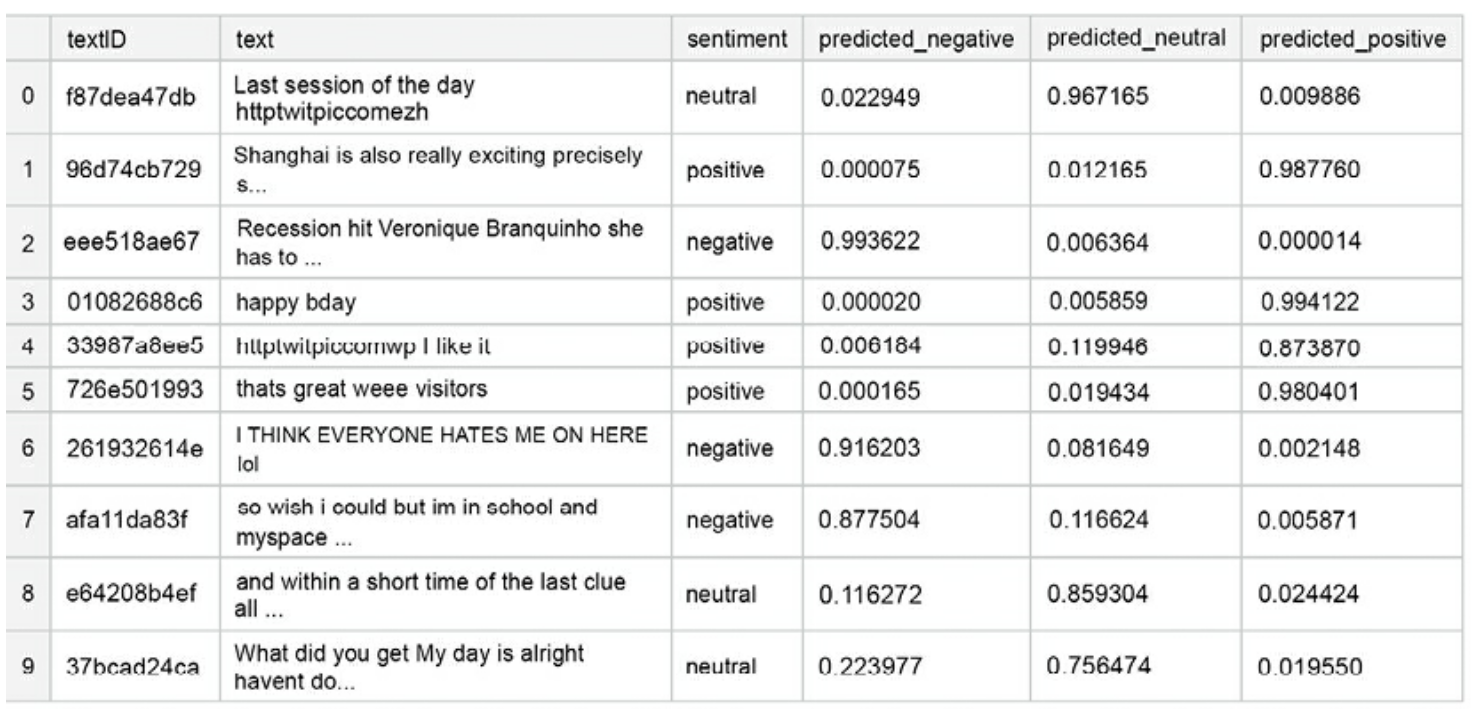 textID text sentiment predicted_negative predicted_neutral predicted_positive
0 f87dea47db Last session of the day httptwitpiccomezh neutral 0.022949 0.967165 0.009886
1 96d74cb729 Shanghai is also really exciting precisely s... positive 0.000075 0.012165 0.987760
2 eee518ae67 Recession hit Veronique Branquinho she has to ... negative 0.993622 0.006364 0.000014
3 01082688c6 happy bday positive 0.000020 0.005859 0.994122
4 33987a8ee5 httptwitpiccomwp I like it positive 0.006184 0.119946 0.873870
5 726e501993 thats great weee visitors positive 0.000165 0.019434 0.980401
6 261932614e I THINK EVERYONE HATES ME ON HERE lol negative 0.916203 0.081649 0.002148
7 afa11da83f so wish i could but im in school and myspace ... negative 0.877504 0.116624 0.005871
8 e64208b4ef and within a short time of the last clue all ... neutral 0.116272 0.859304 0.024424
9 37bcad24ca What did you get My day is alright havent do... neutral 0.223977 0.756474 0.019550